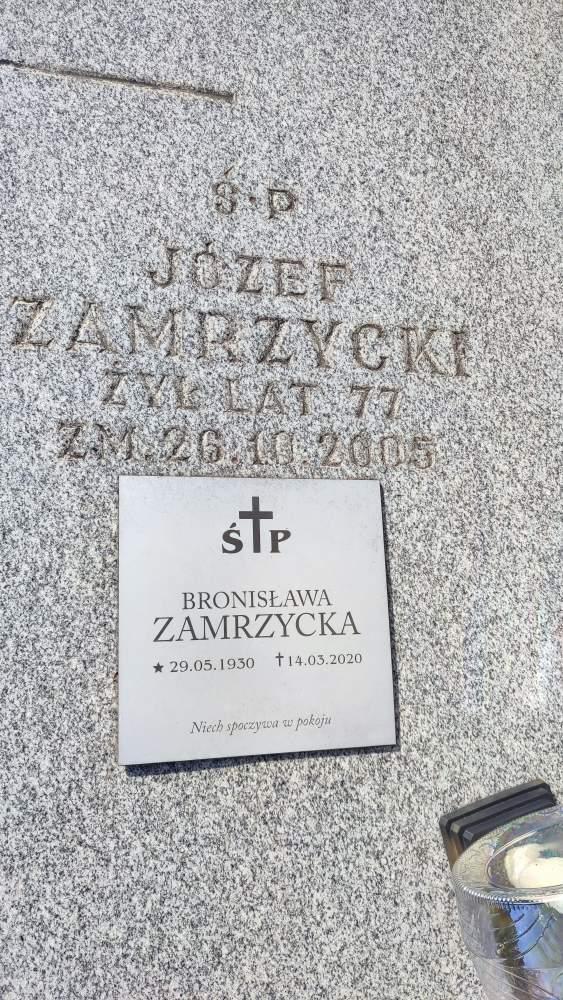 Ś·P
JÓZEF
ZAMRZYCKI
ŻYŁ LAT 77
ZM. 26.10.2005
Ś✝P
BRONISŁAWA
ZAMRZYCKA
★ 29.05.1930 ✝14.03.2020
Niech spoczywa w pokoju